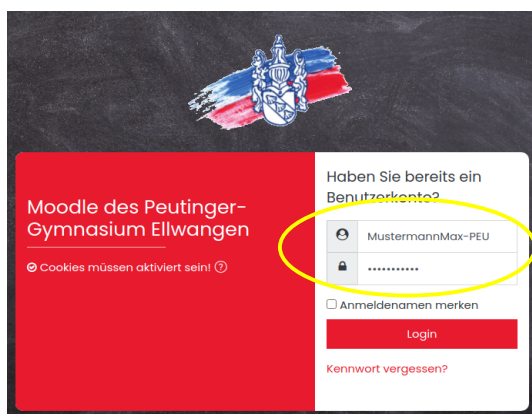 Moodle des Peutinger-
Gymnasium Ellwangen
Cookies müssen aktiviert sein!
Haben Sie bereits ein
Benutzerkonto?
MustermannMax-PEU
•••••••••••
Anmeldenamen merken
Login
Kennwort vergessen?